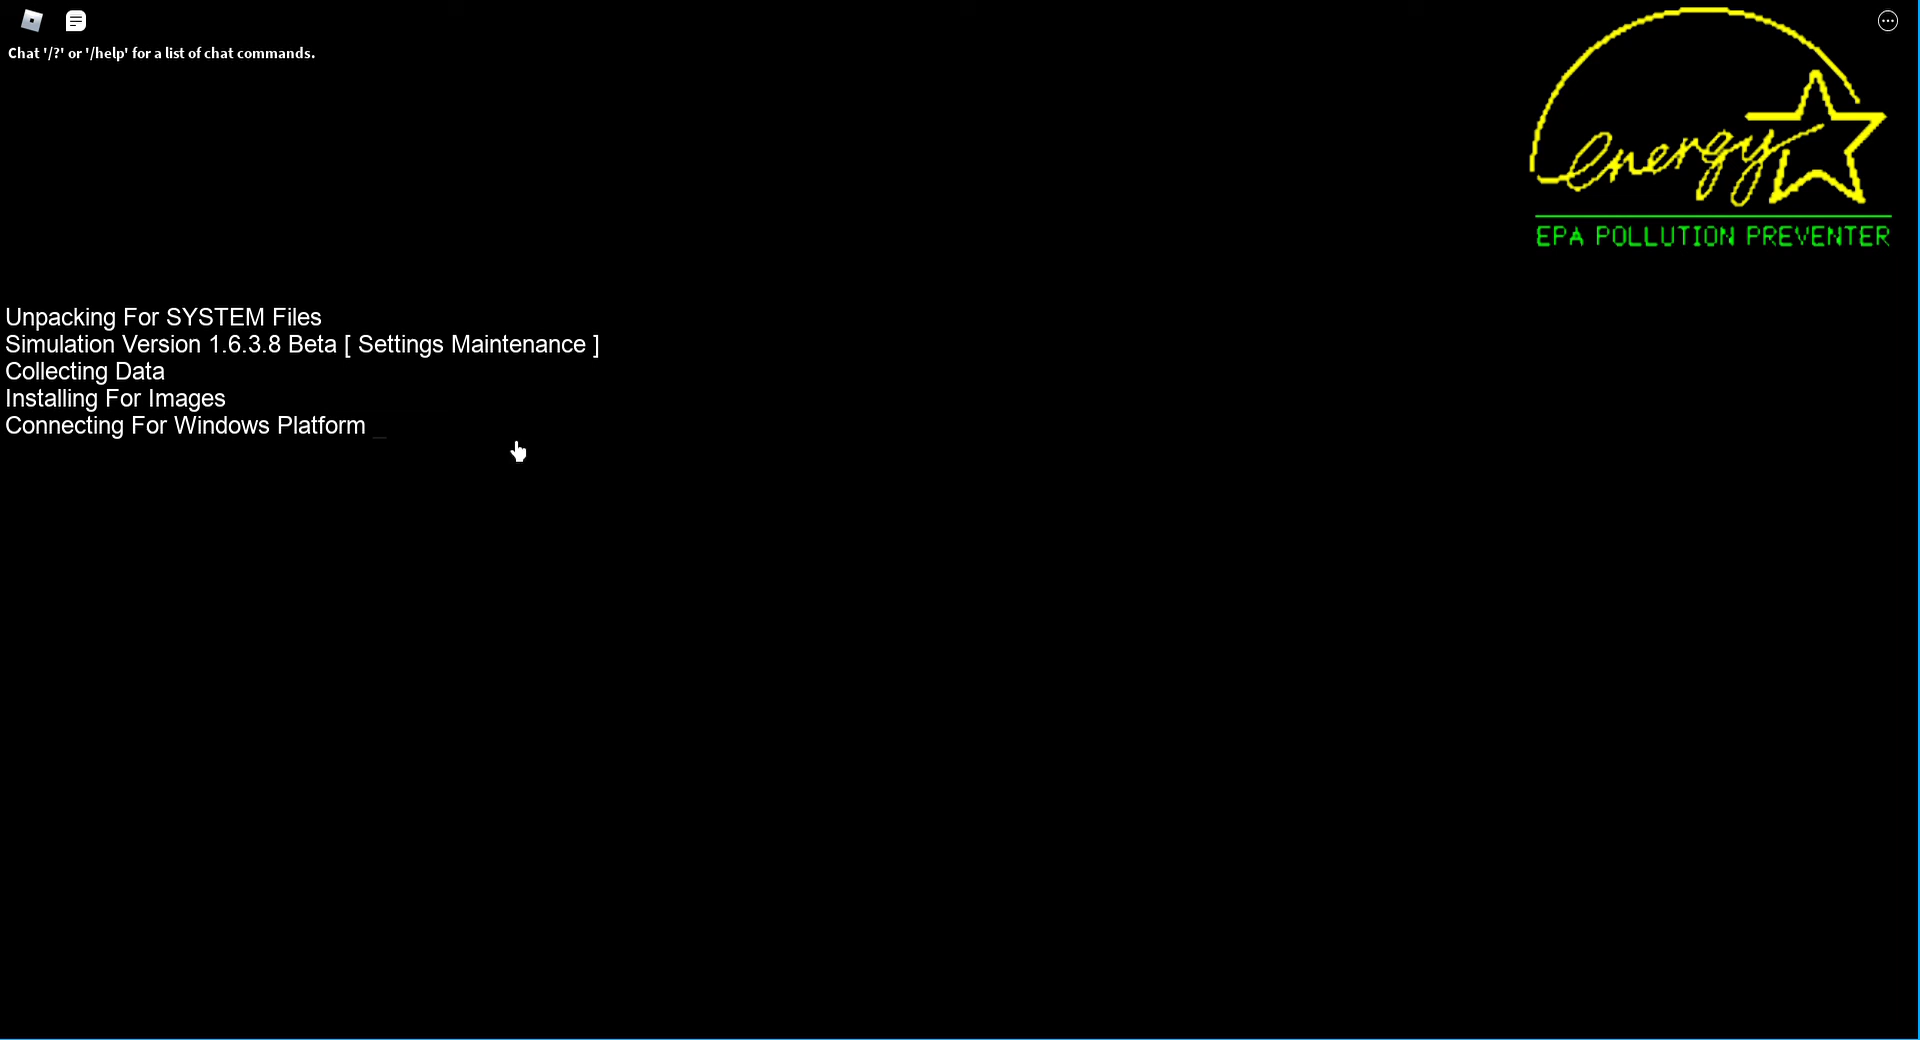 Chat '/?' or '/help' for a list of chat commands.
energy
EPA POLLUTION PREVENTER
Unpacking For SYSTEM Files
Simulation Version 1.6.3.8 Beta [ Settings Maintenance ]
Collecting Data
Installing For Images
Connecting For Windows Platform _